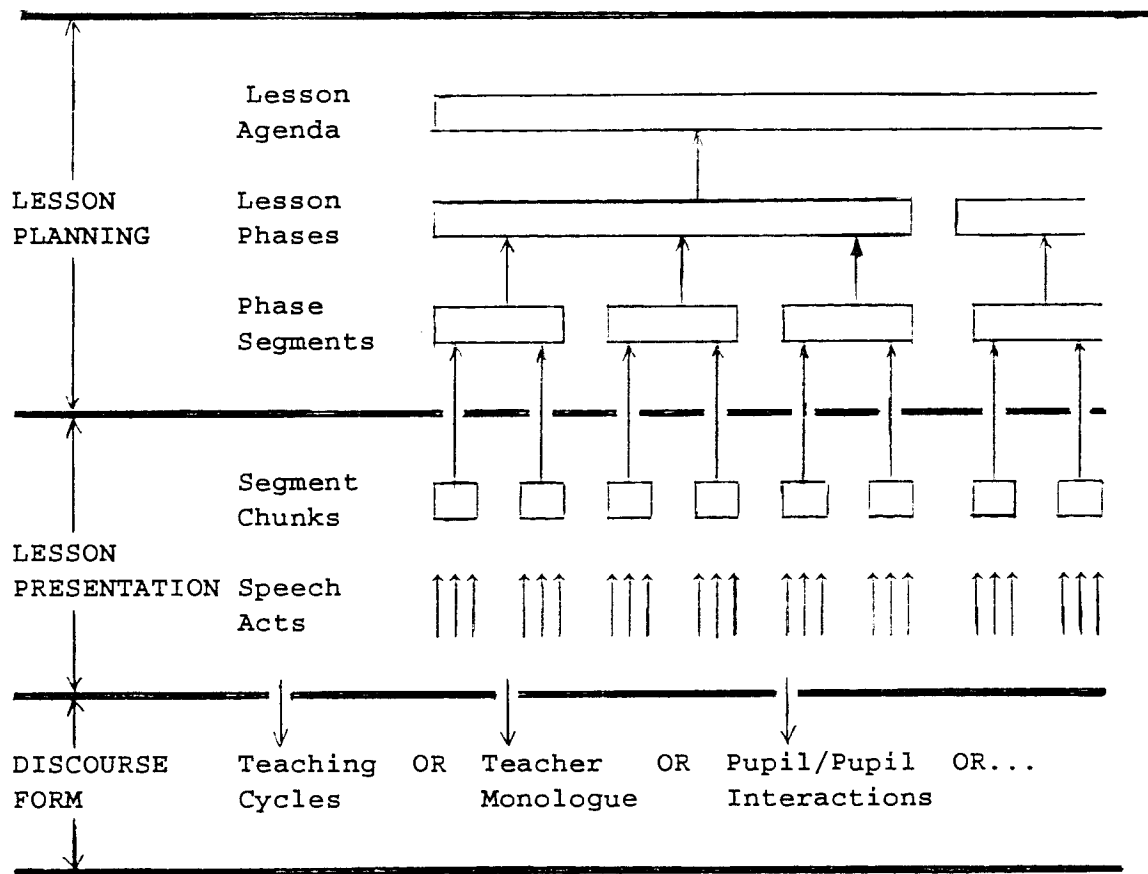 Lesson
Agenda
LESSON
PLANNING
Lesson
Phases
Phase
Segments
Segment
Chunks
LESSON
PRESENTATION
Speech
Acts
DISCOURSE
FORM
Teaching OR Teacher OR Pupil/Pupil OR...
Cycles Monologue Interactions